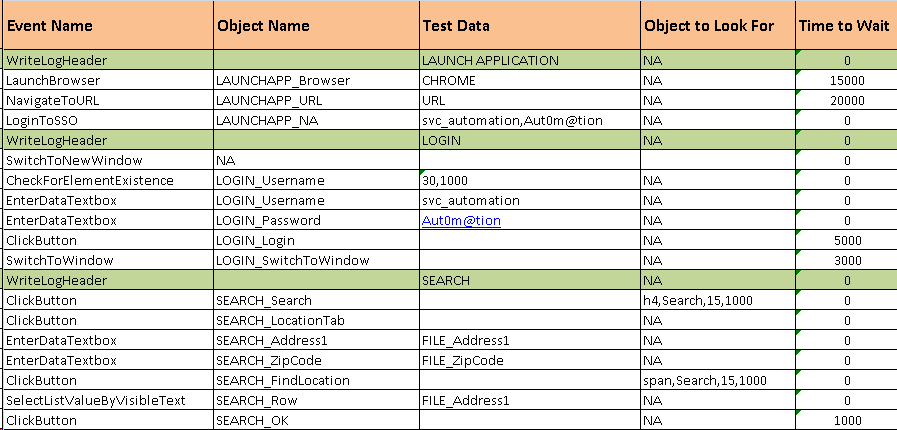 Event Name Object Name Test Data Object to Look For Time to Wait
WriteLogHeader LAUNCH APPLICATION NA 0
LaunchBrowser LAUNCHAPP_Browser CHROME NA 15000
NavigateToURL LAUNCHAPP_URL URL NA 20000
LoginToSSO LAUNCHAPP_NA svc_automation,Aut0m@tion NA 0
WriteLogHeader LOGIN NA 0
SwitchToNewWindow NA 0
CheckForElementExistence LOGIN_Username 30,1000 NA 0
EnterDataTextbox LOGIN_Username svc_automation NA 0
EnterDataTextbox LOGIN_Password Aut0m@tion NA 0
ClickButton LOGIN_Login NA 5000
SwitchToWindow LOGIN_SwitchToWindow NA 3000
WriteLogHeader SEARCH NA 0
ClickButton SEARCH_Search h4,Search,15,1000 0
ClickButton SEARCH_LocationTab NA 0
EnterDataTextbox SEARCH_Address1 FILE_Address1 NA 0
EnterDataTextbox SEARCH_ZipCode FILE_ZipCode NA 0
ClickButton SEARCH_FindLocation span,Search,15,1000 0
SelectListValueByVisibleText SEARCH_Row FILE_Address1 NA 0
ClickButton SEARCH_OK NA 1000